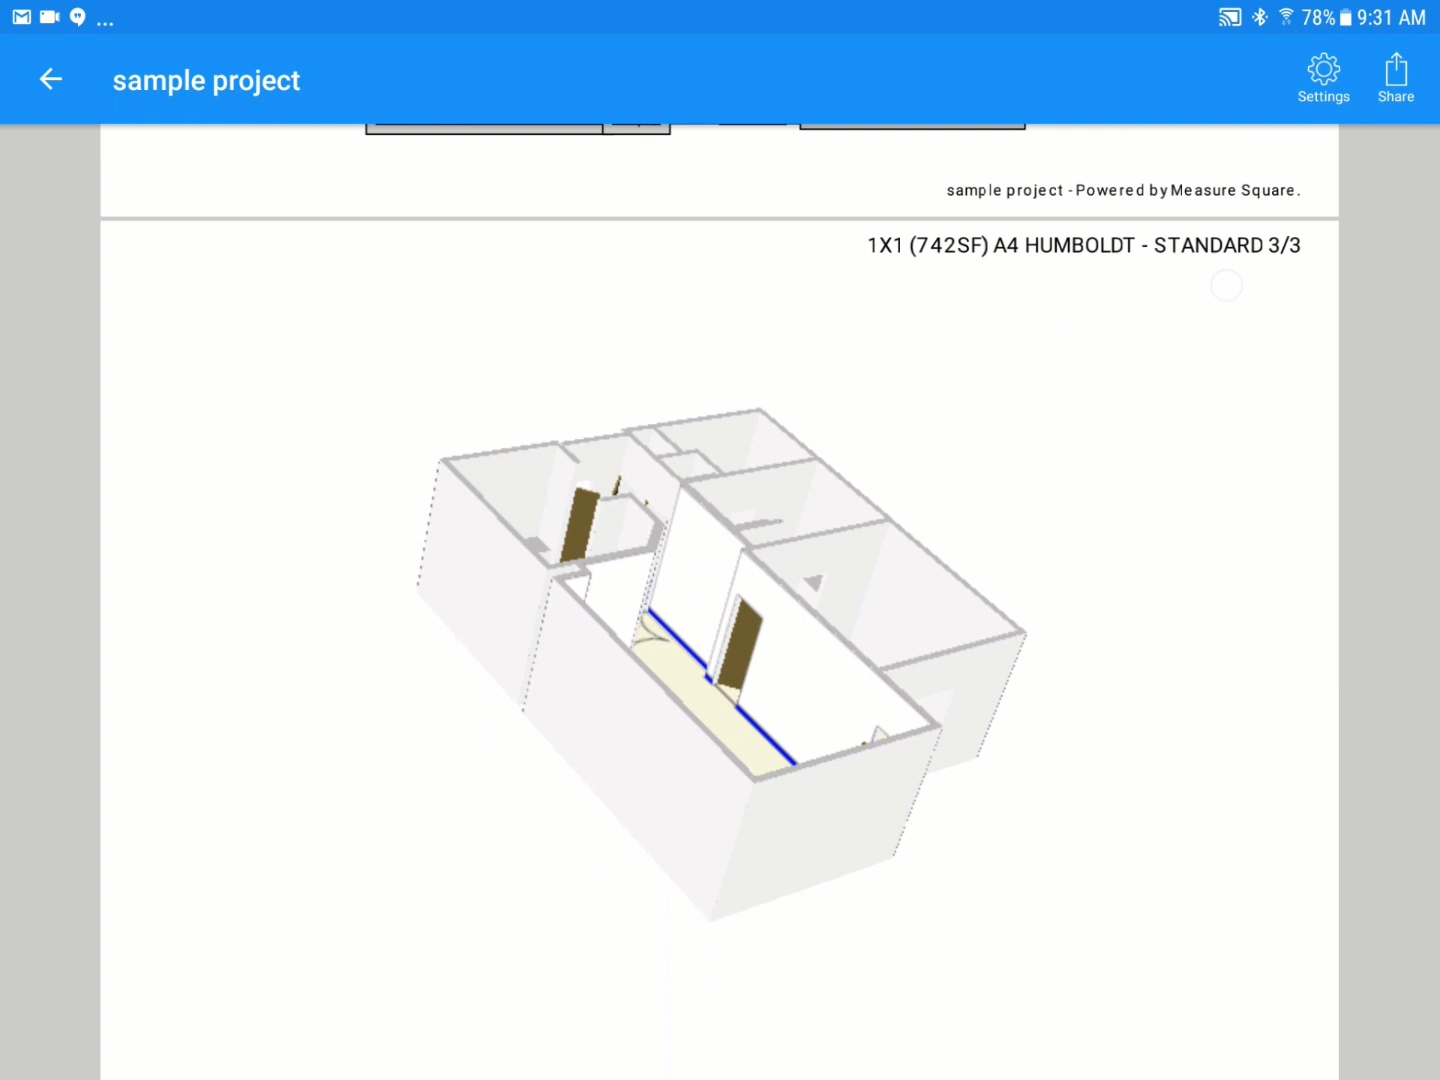 ... 78% 9:31 AM
sample project
Settings Share
sample project - Powered by Measure Square.
1X1 (742SF) A4 HUMBOLDT - STANDARD 3/3